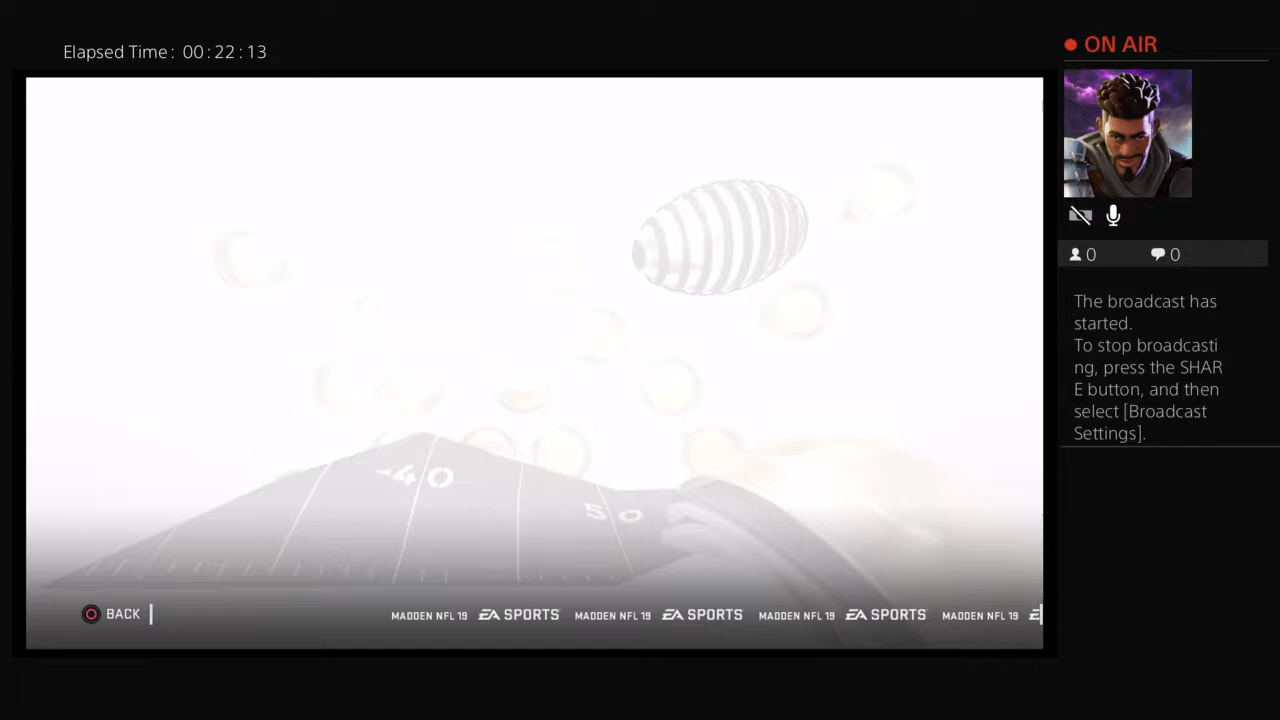 Elapsed Time: 00:22:13
ON AIR
0 0
The broadcast has
started.
To stop broadcasti
ng, press the SHAR
E button, and then
select [Broadcast
Settings].
-40
50
BACK
MADDEN NFL 19 EA SPORTS MADDEN NFL 19 EA SPORTS MADDEN NFL 19 EA SPORTS MADDEN NFL 19 E